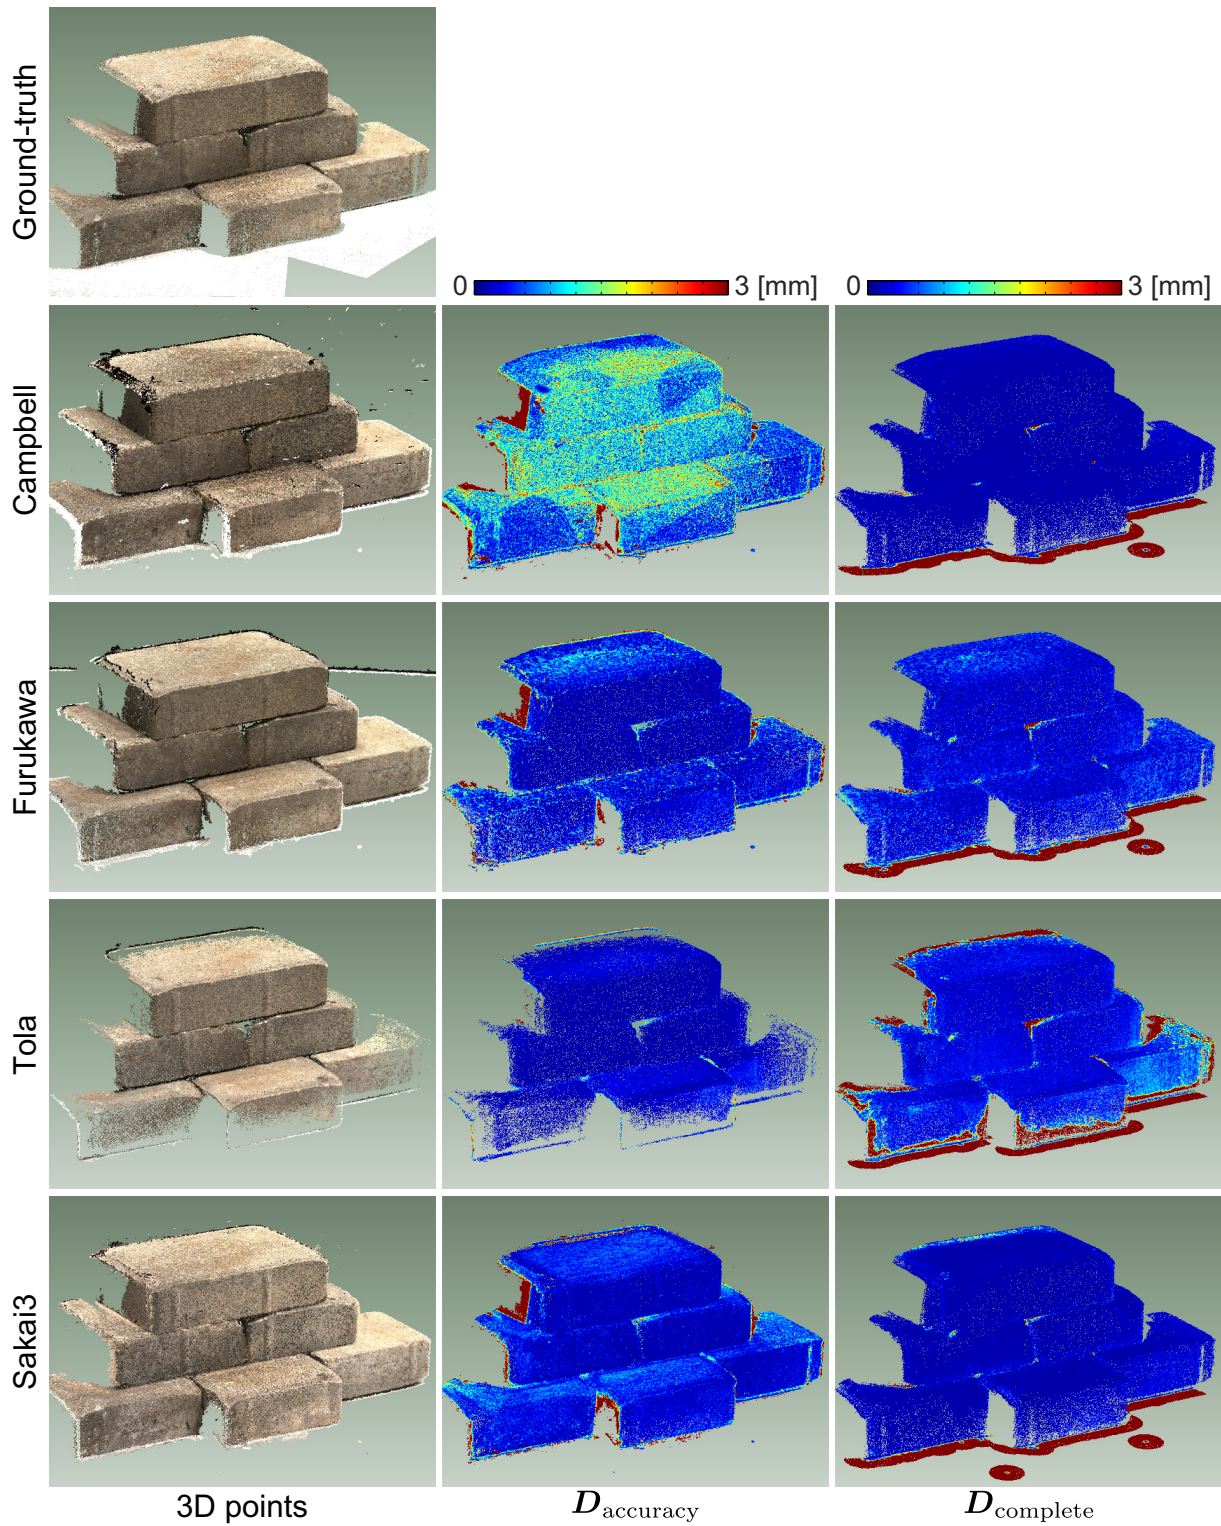 Ground-truth
0 3 [mm] 0 3 [mm]
Campbell
Furukawa
Tola
Sakai3
3D points D_accuracy D_complete